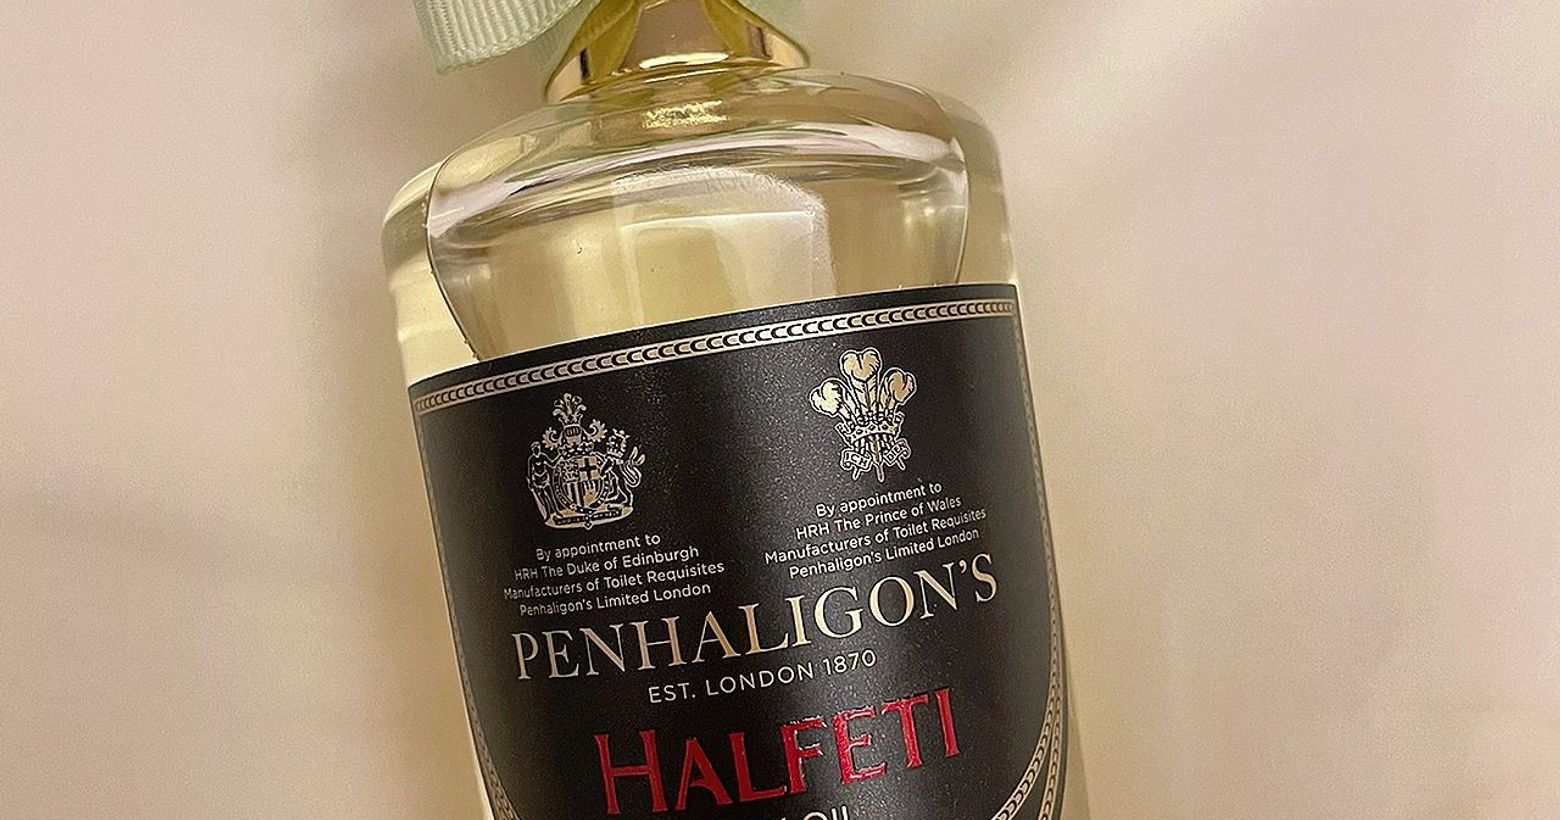 By appointment to
HRH The Duke of Edinburgh
Manufacturers of Toilet Requisites
Penhaligon's Limited London
By appointment to
HRH The Prince of Wales
Manufacturers of Toilet Requisites
Penhaligon's Limited London
PENHALIGON'S
EST. LONDON 1870
HALFETI
OIL